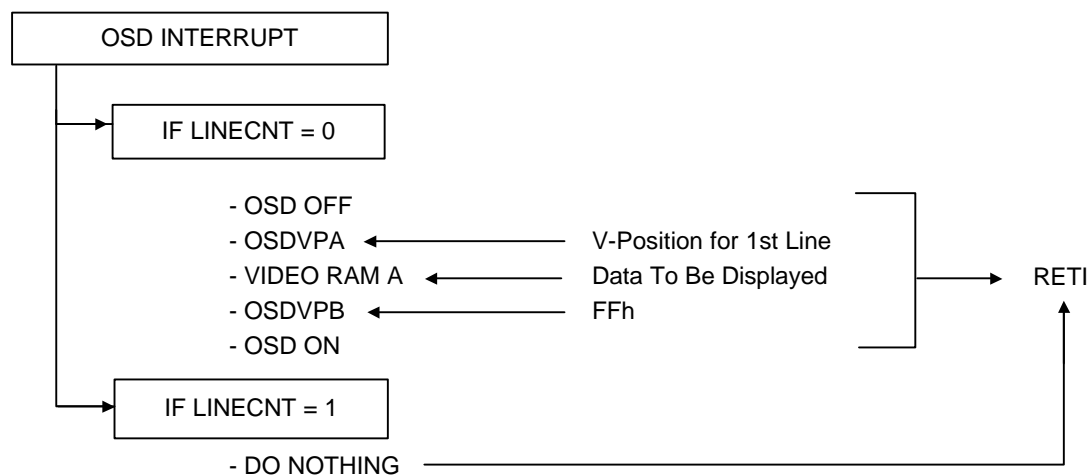 OSD INTERRUPT
IF LINECNT = 0
- OSD OFF
- OSDVPA V-Position for 1st Line
- VIDEO RAM A Data To Be Displayed RETI
- OSDVPB FFh
- OSD ON
IF LINECNT = 1
- DO NOTHING